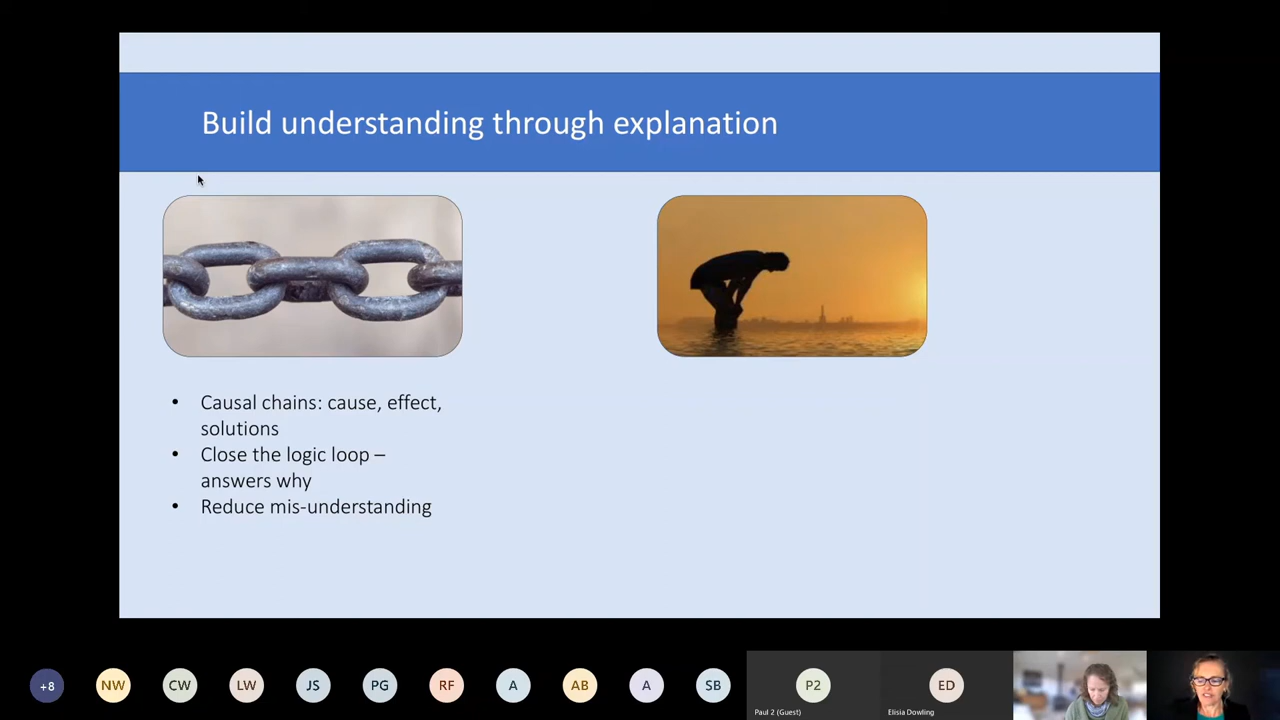 Build understanding through explanation
• Causal chains: cause, effect,
solutions
• Close the logic loop –
answers why
• Reduce mis-understanding
+8
NW
CW
LW
JS
PG
RF
A
AB
A
SB
P2
ED
Paul 2 (Guest)
Elisia Dowling